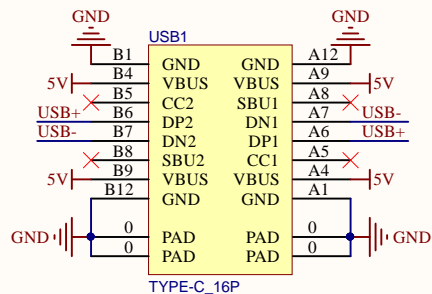 GND GND
USB1
B1 GND GND A12
5V B4 VBUS VBUS A9 5V
B5 CC2 SBU1 A8
USB+ B6 DP2 DN1 A7 USB-
USB- B7 DN2 DP1 A6 USB+
B8 SBU2 CC1 A5
5V B9 VBUS VBUS A4 5V
B12 GND GND A1
GND 0 PAD PAD 0 GND
0 PAD PAD 0
TYPE-C_16P